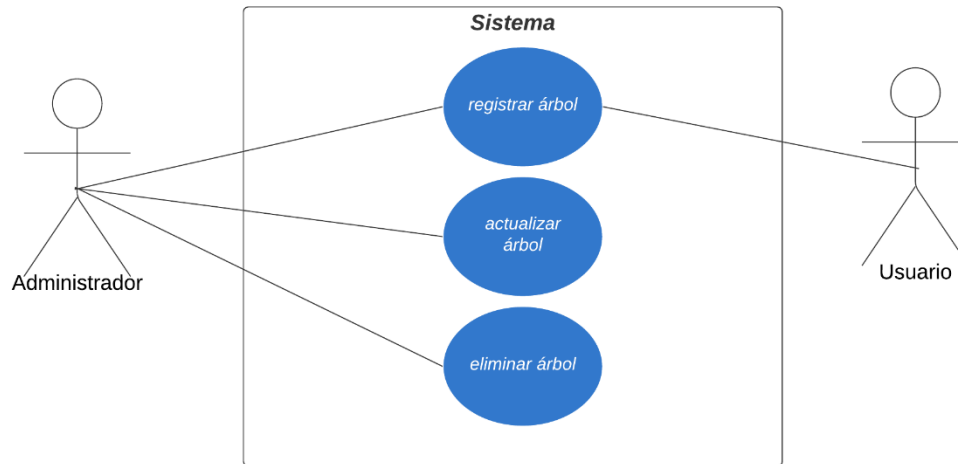 Sistema
registrar árbol
actualizar
árbol
eliminar árbol
Administrador
Usuario